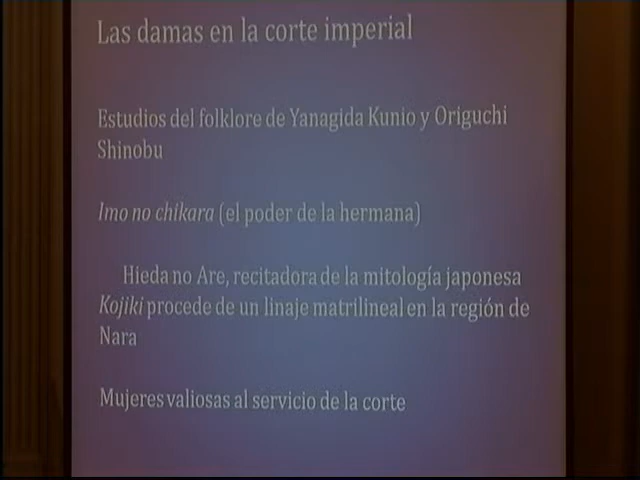 Las damas en la corte imperial
Estudios del folklore de Yanagida Kunio y Origuchi
Shinobu
Imo no chikara (el poder de la hermana)
Hieda no Are, recitadora de la mitología japonesa
Kojiki procede de un linaje matrilineal en la región de
Nara
Mujeres valiosas al servicio de la corte